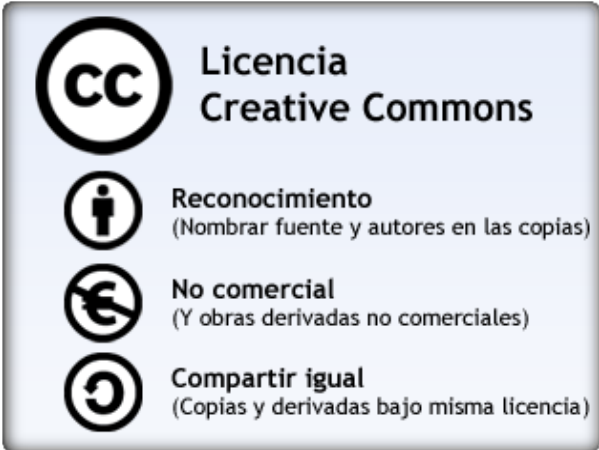 cc
Licencia
Creative Commons
Reconocimiento
(Nombrar fuente y autores en las copias)
No comercial
(Y obras derivadas no comerciales)
Compartir igual
(Copias y derivadas bajo misma licencia)